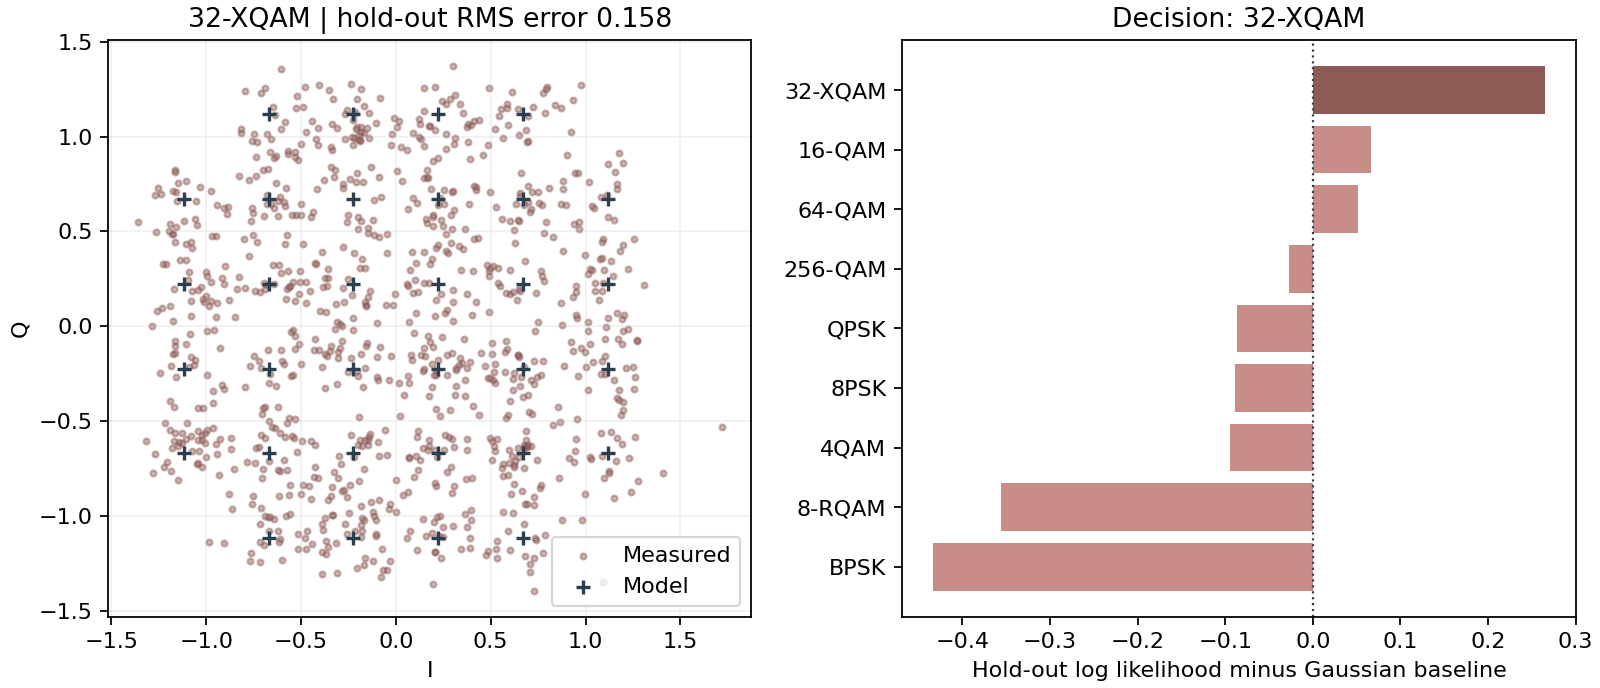 32-XQAM | hold-out RMS error 0.158
1.5
1.0
0.5
0.0
−0.5
−1.0
−1.5
Q
−1.5 −1.0 −0.5 0.0 0.5 1.0 1.5
I
Measured
Model
Decision: 32-XQAM
32-XQAM
16-QAM
64-QAM
256-QAM
QPSK
8PSK
4QAM
8-RQAM
BPSK
−0.4 −0.3 −0.2 −0.1 0.0 0.1 0.2 0.3
Hold-out log likelihood minus Gaussian baseline